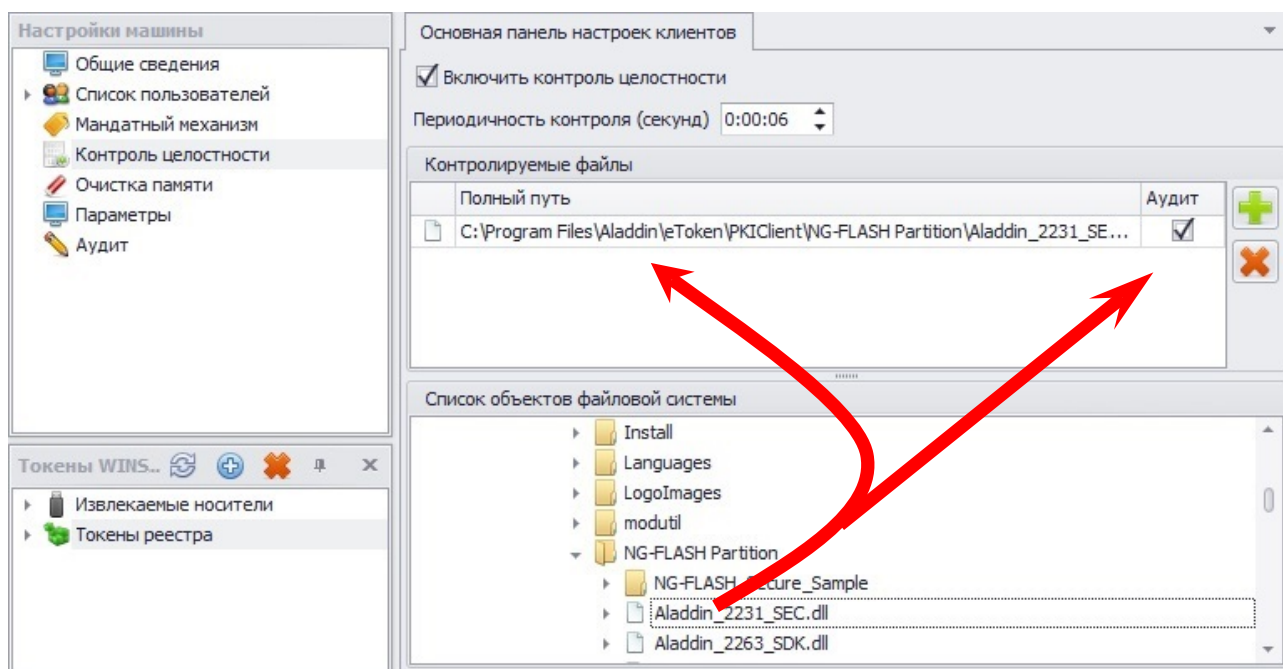 Настройки машины
Общие сведения
Список пользователей
Мандатный механизм
Контроль целостности
Очистка памяти
Параметры
Аудит
Токены WINS..
Извлекаемые носители
Токены реестра
Основная панель настроек клиентов
Включить контроль целостности
Периодичность контроля (секунд) 0:00:06
Контролируемые файлы
Полный путь Аудит
C:\Program Files\Aladdin\eToken\PKIClient\NG-FLASH Partition\Aladdin_2231_SE...
Список объектов файловой системы
Install
Languages
LogoImages
modutil
NG-FLASH Partition
NG-FLASH_Secure_Sample
Aladdin_2231_SEC.dll
Aladdin_2263_SDK.dll